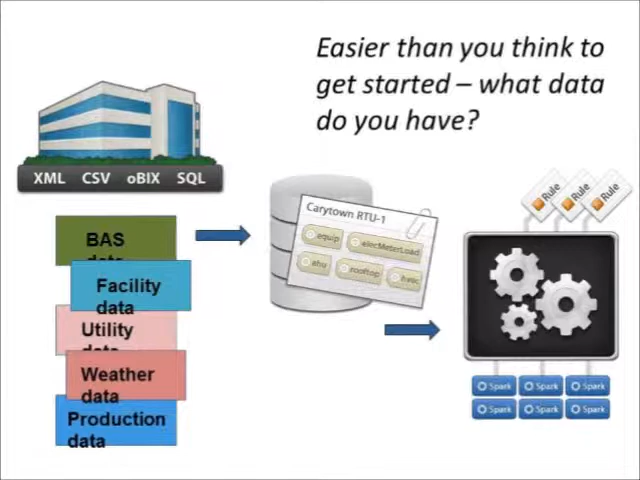 Easier than you think to
get started – what data
do you have?
XML CSV oBIX SQL
BAS
data
Facility
data
Utility
data
Weather
data
Production
data
Carytown RTU-1
equip
elecMeterLoad
ahu
rooftop
hvac
Rule
Rule
Rule
Spark Spark Spark
Spark Spark Spark